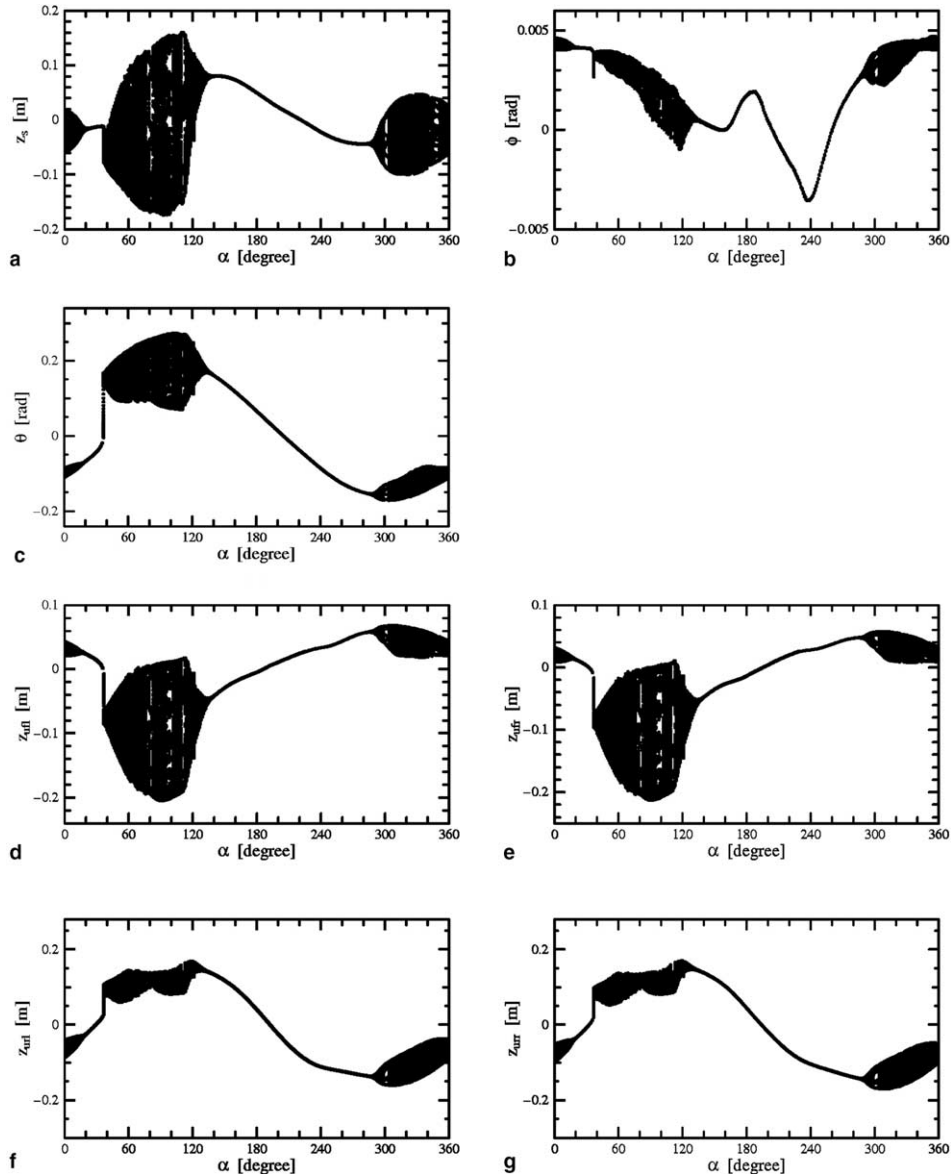 0.2
0.1
0
−0.1
−0.2
z_s [m]
0 60 120 180 240 300 360
α [degree]
a
0.005
0
−0.005
ϕ [rad]
0 60 120 180 240 300 360
α [degree]
b
0.2
0
−0.2
θ [rad]
0 60 120 180 240 300 360
α [degree]
c
0.1
0
−0.1
−0.2
z_ufl [m]
0 60 120 180 240 300 360
α [degree]
d
0.1
0
−0.1
−0.2
z_ufr [m]
0 60 120 180 240 300 360
α [degree]
e
0.2
0
−0.2
z_url [m]
0 60 120 180 240 300 360
α [degree]
f
0.2
0
−0.2
z_urr [m]
0 60 120 180 240 300 360
α [degree]
g